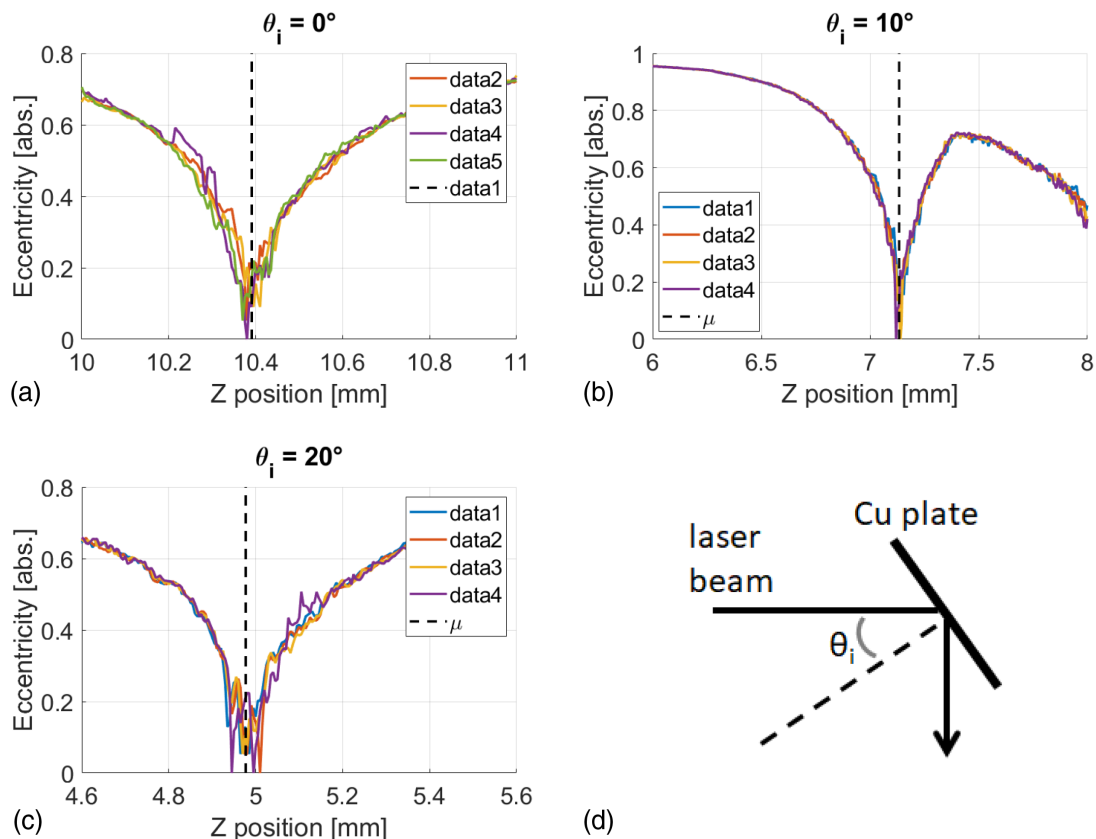 θi = 0°
Eccentricity [abs.]
0.8
0.6
0.4
0.2
0
10
10.2
10.4
10.6
10.8
11
Z position [mm]
data2
data3
data4
data5
data1
(a)
θi = 10°
Eccentricity [abs.]
1
0.8
0.6
0.4
0.2
0
6
6.5
7
7.5
8
Z position [mm]
data1
data2
data3
data4
μ
(b)
θi = 20°
Eccentricity [abs.]
0.8
0.6
0.4
0.2
0
4.6
4.8
5
5.2
5.4
5.6
Z position [mm]
data1
data2
data3
data4
μ
(c)
Cu plate
laser
beam
θi
(d)